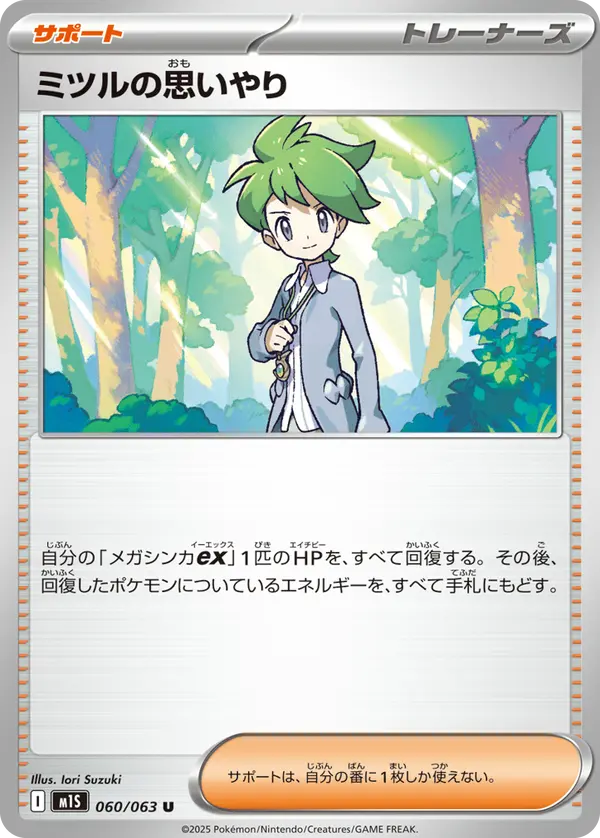 サポート
トレーナーズ
おも
ミツルの思いやり
じぶん イーエックス ぴき エイチピー かいふく ご
自分の「メガシンカex」1匹のHPを、すべて回復する。その後、
かいふく てふだ
回復したポケモンについているエネルギーを、すべて手札にもどす。
じぶん ばん まい つか
サポートは、自分の番に1枚しか使えない。
Illus. Iori Suzuki
I m1S 060/063 U
©2025 Pokémon/Nintendo/Creatures/GAME FREAK.